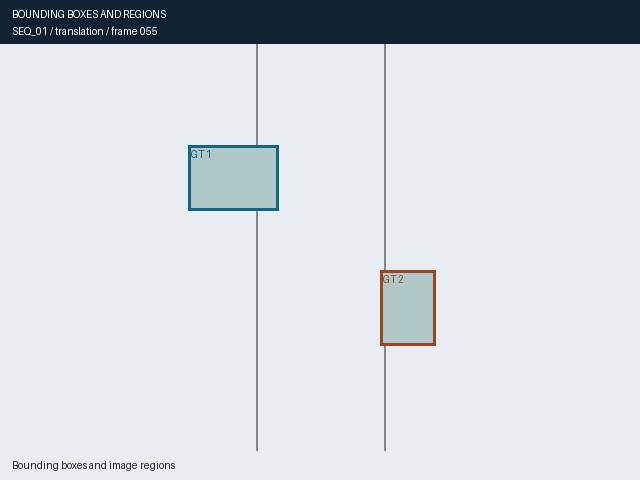 BOUNDING BOXES AND REGIONS
SEQ_01 / translation / frame 055
GT1
GT2
Bounding boxes and image regions